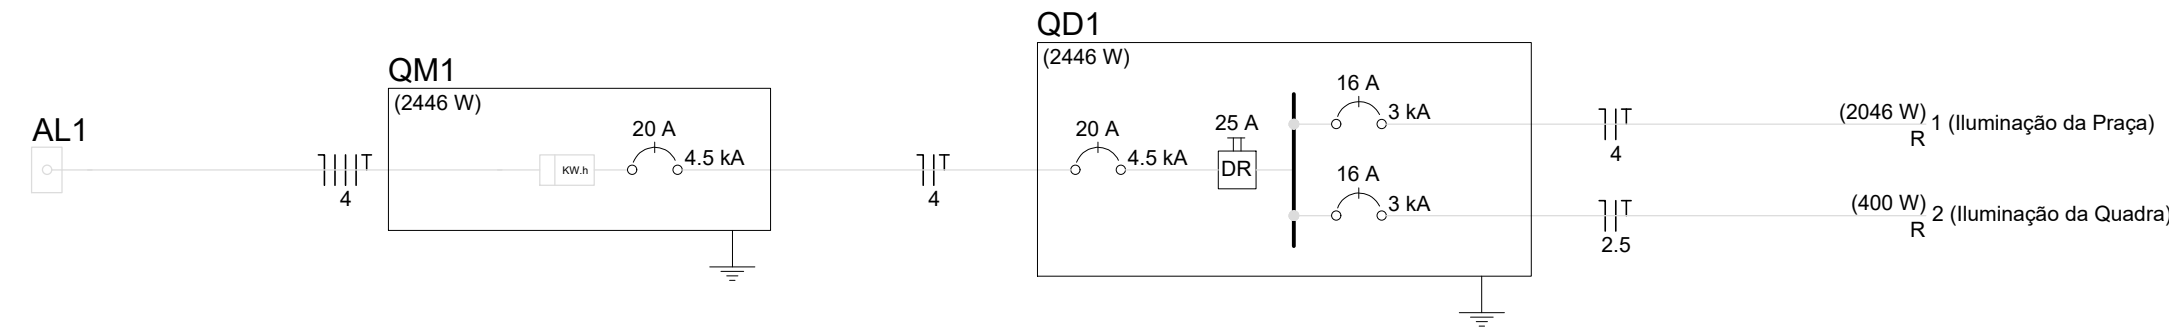 AL1
4
QM1
(2446 W)
KW.h
20 A
4.5 kA
T
4
T
QD1
(2446 W)
20 A
4.5 kA
25 A
DR
16 A
3 kA
T
4
(2046 W)
R
1 (Iluminação da Praça)
16 A
3 kA
T
2.5
(400 W)
R
2 (Iluminação da Quadra)